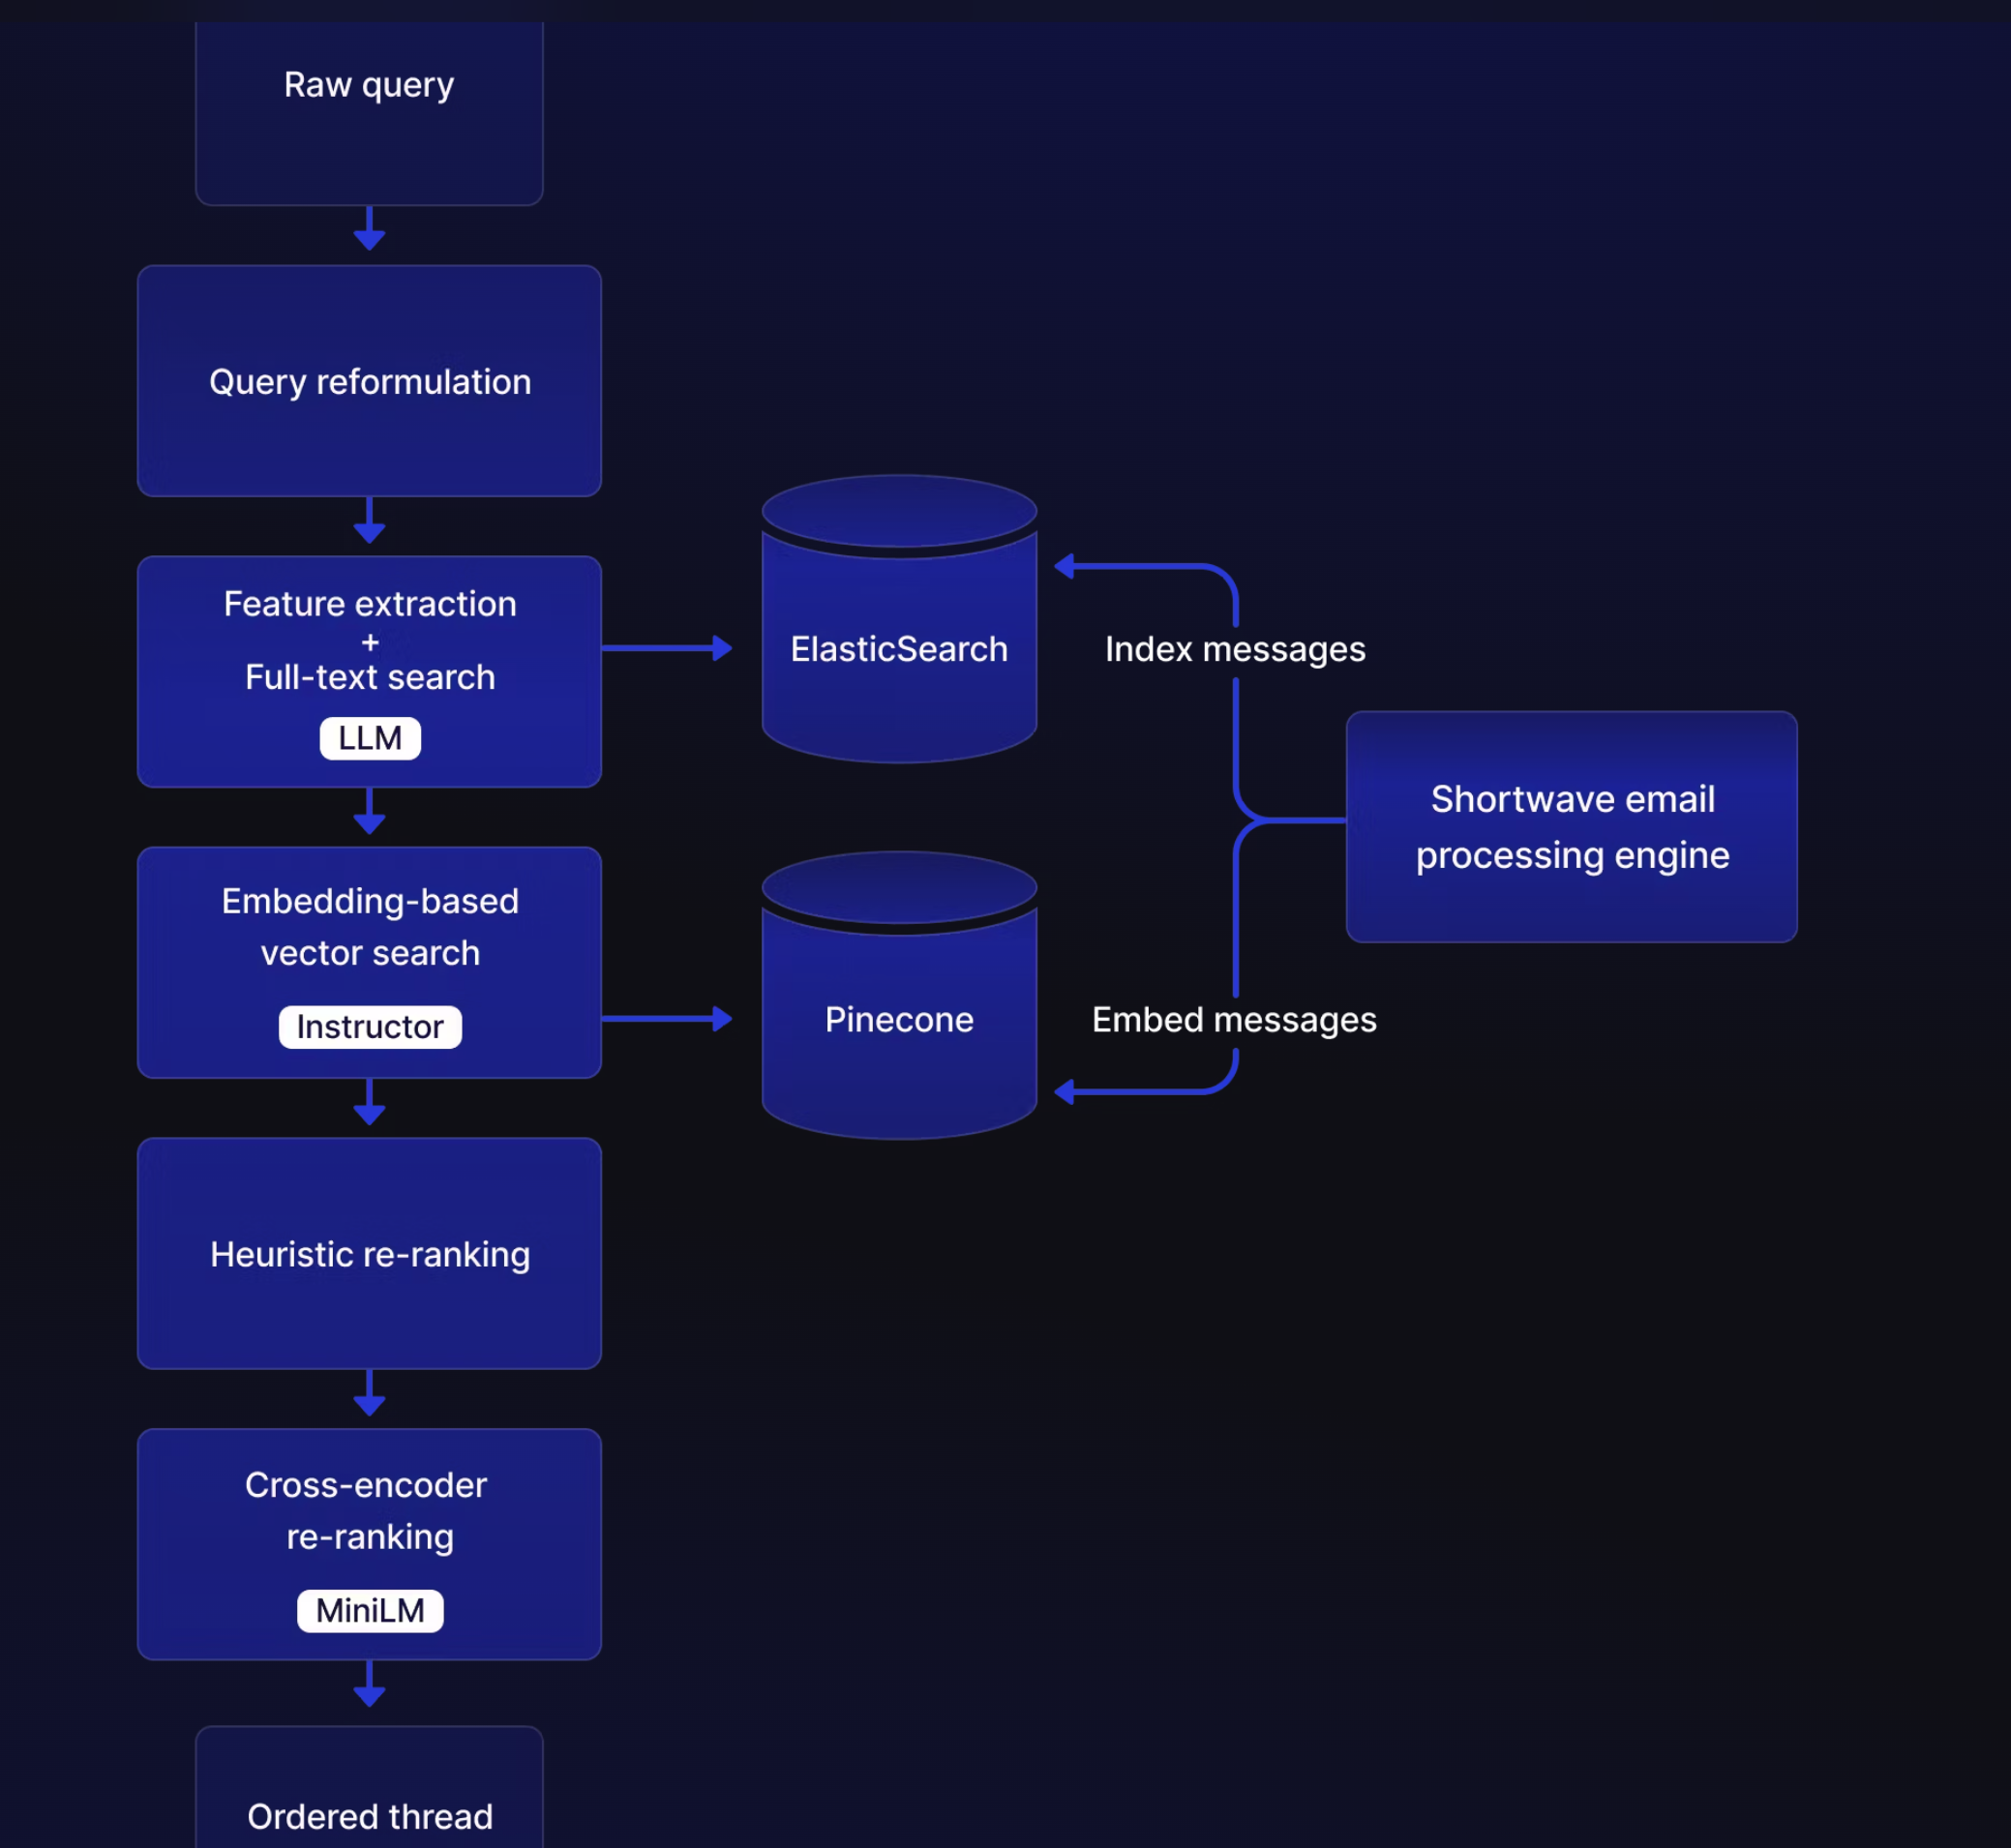 Raw query
Query reformulation
Feature extraction
+
Full-text search
LLM
ElasticSearch
Index messages
Shortwave email
processing engine
Embedding-based
vector search
Instructor
Pinecone
Embed messages
Heuristic re-ranking
Cross-encoder
re-ranking
MiniLM
Ordered thread